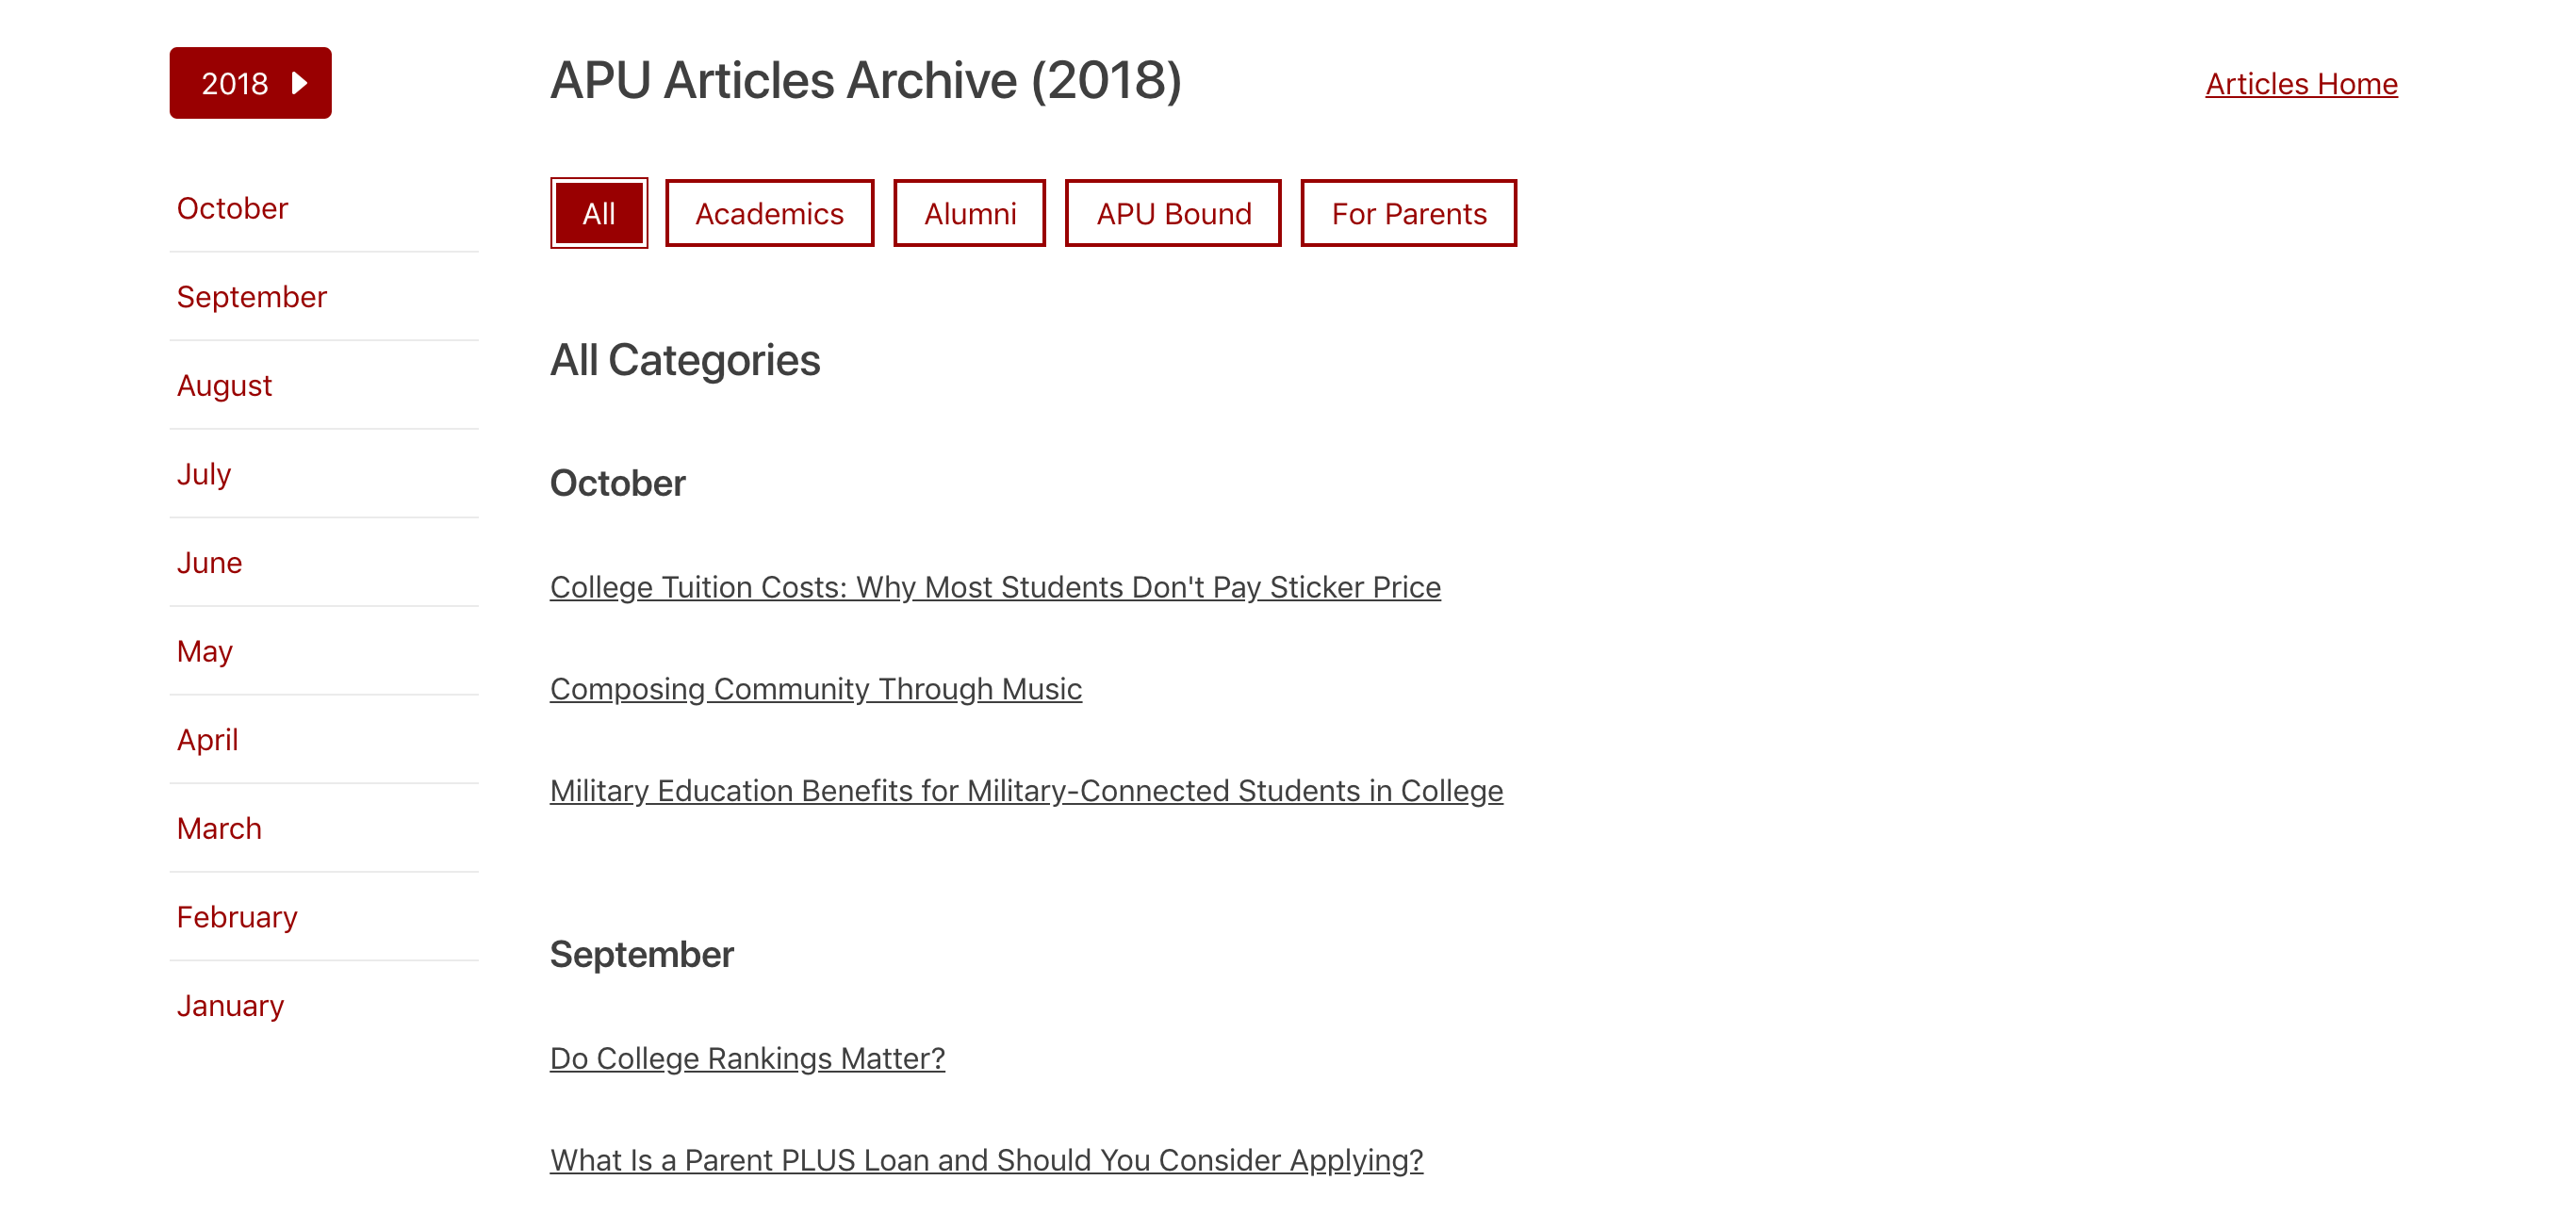 2018
APU Articles Archive (2018)
Articles Home
October
September
August
July
June
May
April
March
February
January
All
Academics
Alumni
APU Bound
For Parents
All Categories
October
College Tuition Costs: Why Most Students Don't Pay Sticker Price
Composing Community Through Music
Military Education Benefits for Military-Connected Students in College
September
Do College Rankings Matter?
What Is a Parent PLUS Loan and Should You Consider Applying?